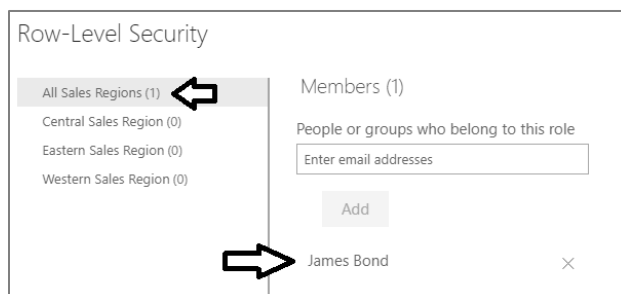 Row-Level Security
All Sales Regions (1)
Central Sales Region (0)
Eastern Sales Region (0)
Western Sales Region (0)
Members (1)
People or groups who belong to this role
Enter email addresses
Add
James Bond